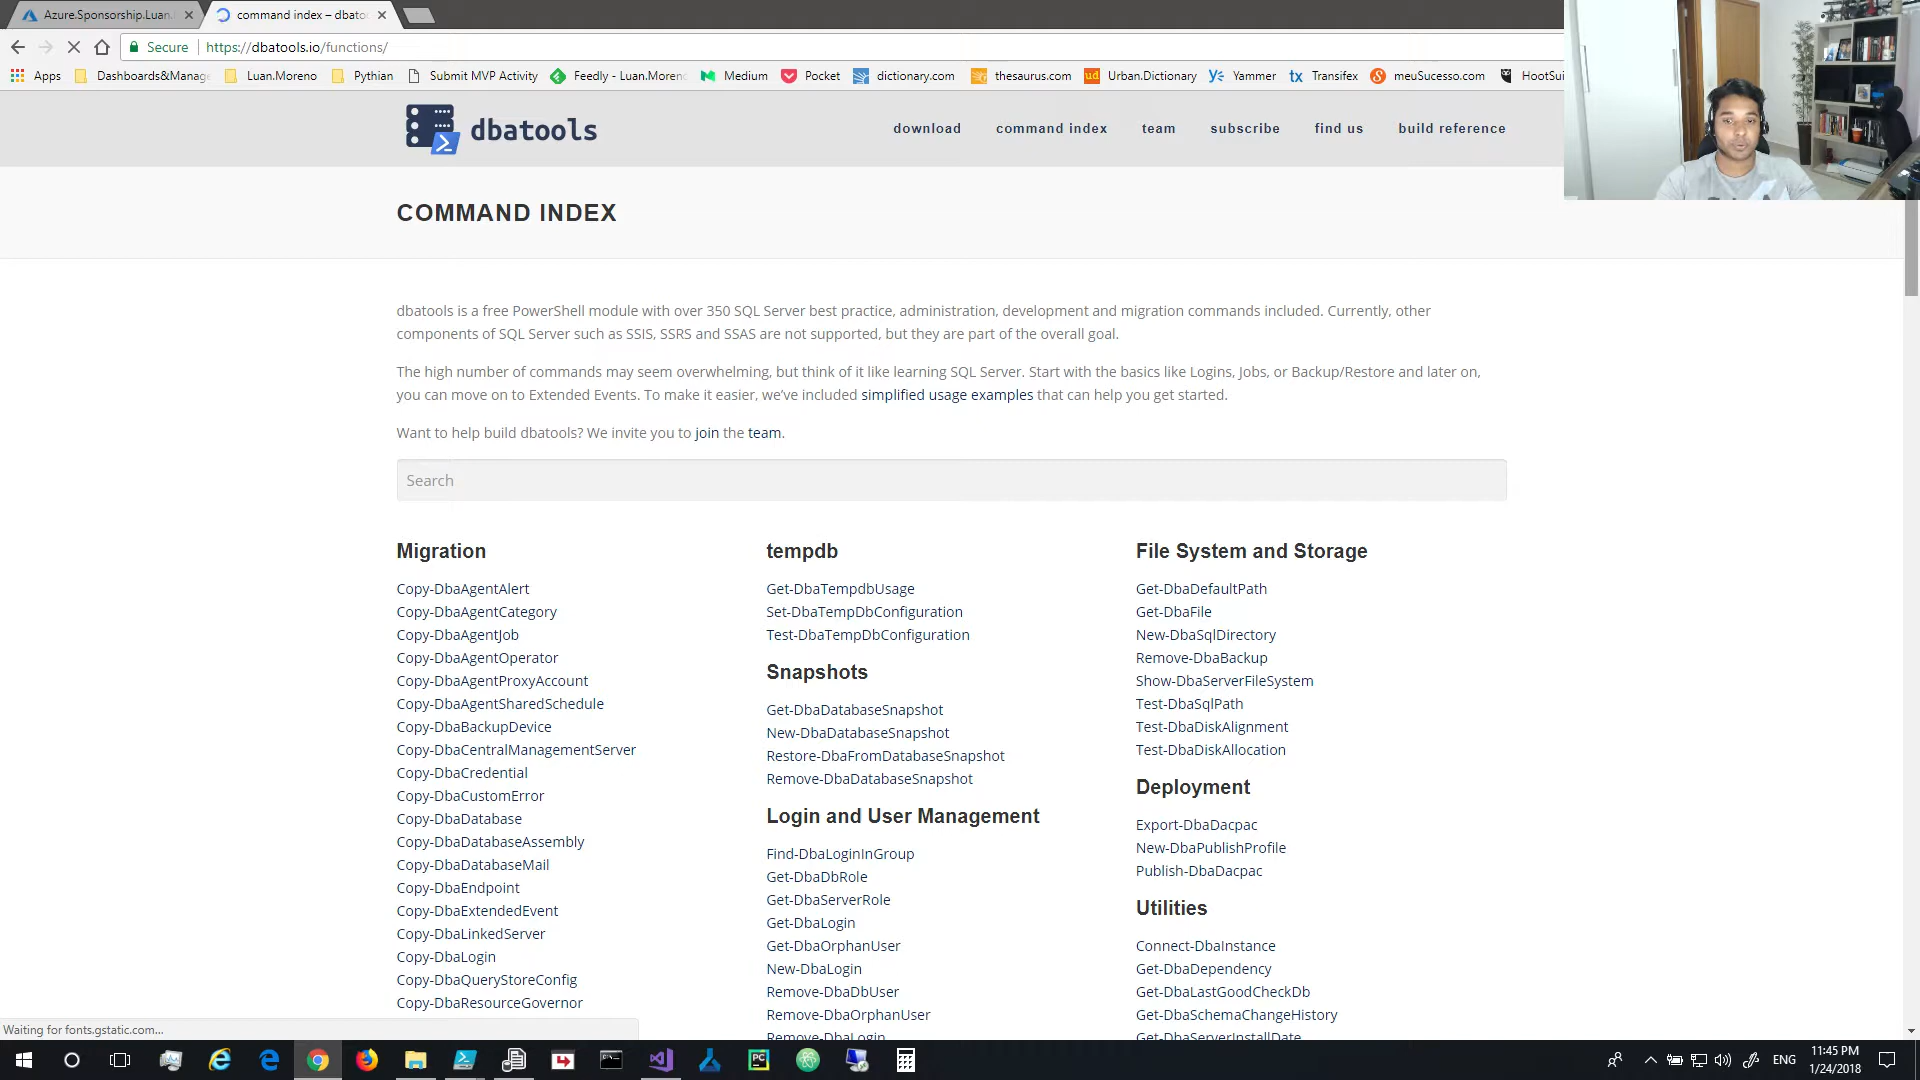 Azure.Sponsorship.Luan.
command index – dbato
Secure https://dbatools.io/functions/
Apps Dashboards&Manage Luan.Moreno Pythian Submit MVP Activity Feedly - Luan.Moreno Medium Pocket dictionary.com thesaurus.com Urban.Dictionary Yammer Transifex meuSucesso.com HootSui
dbatools
download command index team subscribe find us build reference
COMMAND INDEX
dbatools is a free PowerShell module with over 350 SQL Server best practice, administration, development and migration commands included. Currently, other
components of SQL Server such as SSIS, SSRS and SSAS are not supported, but they are part of the overall goal.
The high number of commands may seem overwhelming, but think of it like learning SQL Server. Start with the basics like Logins, Jobs, or Backup/Restore and later on,
you can move on to Extended Events. To make it easier, we've included simplified usage examples that can help you get started.
Want to help build dbatools? We invite you to join the team.
Search
Migration
Copy-DbaAgentAlert
Copy-DbaAgentCategory
Copy-DbaAgentJob
Copy-DbaAgentOperator
Copy-DbaAgentProxyAccount
Copy-DbaAgentSharedSchedule
Copy-DbaBackupDevice
Copy-DbaCentralManagementServer
Copy-DbaCredential
Copy-DbaCustomError
Copy-DbaDatabase
Copy-DbaDatabaseAssembly
Copy-DbaDatabaseMail
Copy-DbaEndpoint
Copy-DbaExtendedEvent
Copy-DbaLinkedServer
Copy-DbaLogin
Copy-DbaQueryStoreConfig
Copy-DbaResourceGovernor
tempdb
Get-DbaTempdbUsage
Set-DbaTempDbConfiguration
Test-DbaTempDbConfiguration
Snapshots
Get-DbaDatabaseSnapshot
New-DbaDatabaseSnapshot
Restore-DbaFromDatabaseSnapshot
Remove-DbaDatabaseSnapshot
Login and User Management
Find-DbaLoginInGroup
Get-DbaDbRole
Get-DbaServerRole
Get-DbaLogin
Get-DbaOrphanUser
New-DbaLogin
Remove-DbaDbUser
Remove-DbaOrphanUser
Remove-DbaLogin
File System and Storage
Get-DbaDefaultPath
Get-DbaFile
New-DbaSqlDirectory
Remove-DbaBackup
Show-DbaServerFileSystem
Test-DbaSqlPath
Test-DbaDiskAlignment
Test-DbaDiskAllocation
Deployment
Export-DbaDacpac
New-DbaPublishProfile
Publish-DbaDacpac
Utilities
Connect-DbaInstance
Get-DbaDependency
Get-DbaLastGoodCheckDb
Get-DbaSchemaChangeHistory
Get-DbaServerInstallDate
Waiting for fonts.gstatic.com...
ENG
11:45 PM
1/24/2018